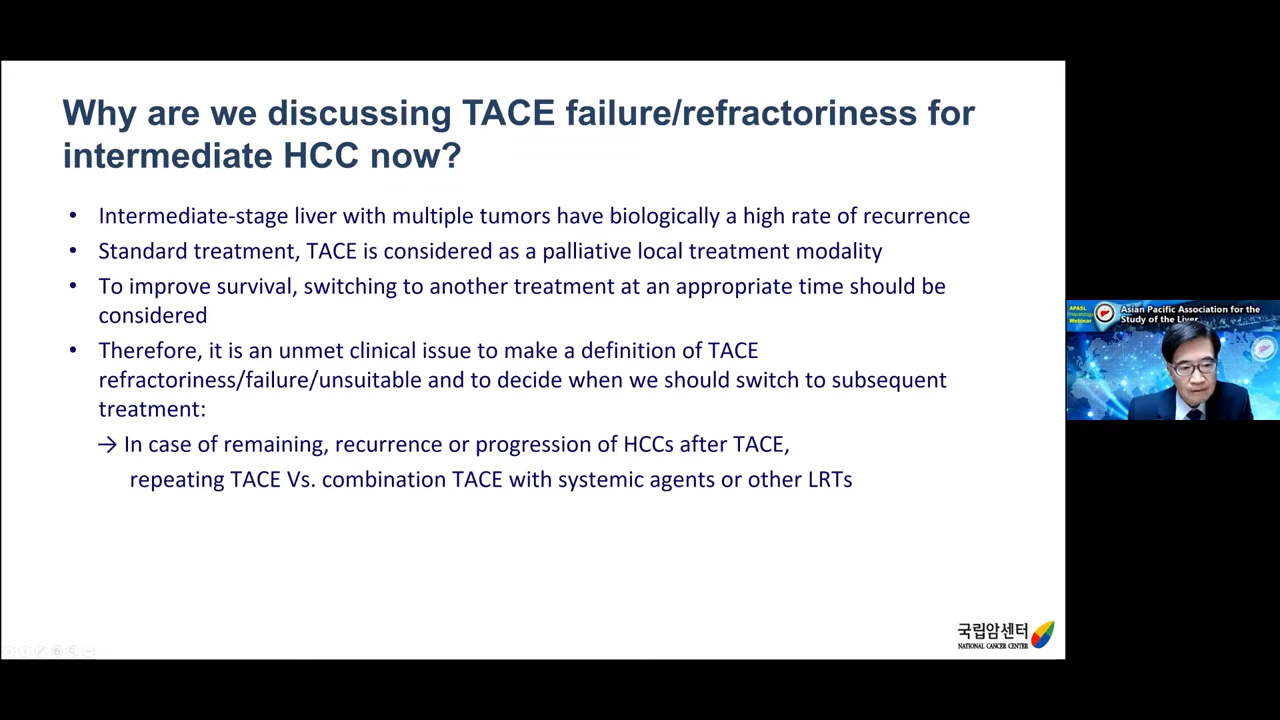 Why are we discussing TACE failure/refractoriness for
intermediate HCC now?
• Intermediate-stage liver with multiple tumors have biologically a high rate of recurrence
• Standard treatment, TACE is considered as a palliative local treatment modality
• To improve survival, switching to another treatment at an appropriate time should be
considered
• Therefore, it is an unmet clinical issue to make a definition of TACE
refractoriness/failure/unsuitable and to decide when we should switch to subsequent
treatment:
→ In case of remaining, recurrence or progression of HCCs after TACE,
repeating TACE Vs. combination TACE with systemic agents or other LRTs
국립암센터
NATIONAL CANCER CENTER
APASL
Hepatology
Webinar
Asian Pacific Association for the
Study of the Liver